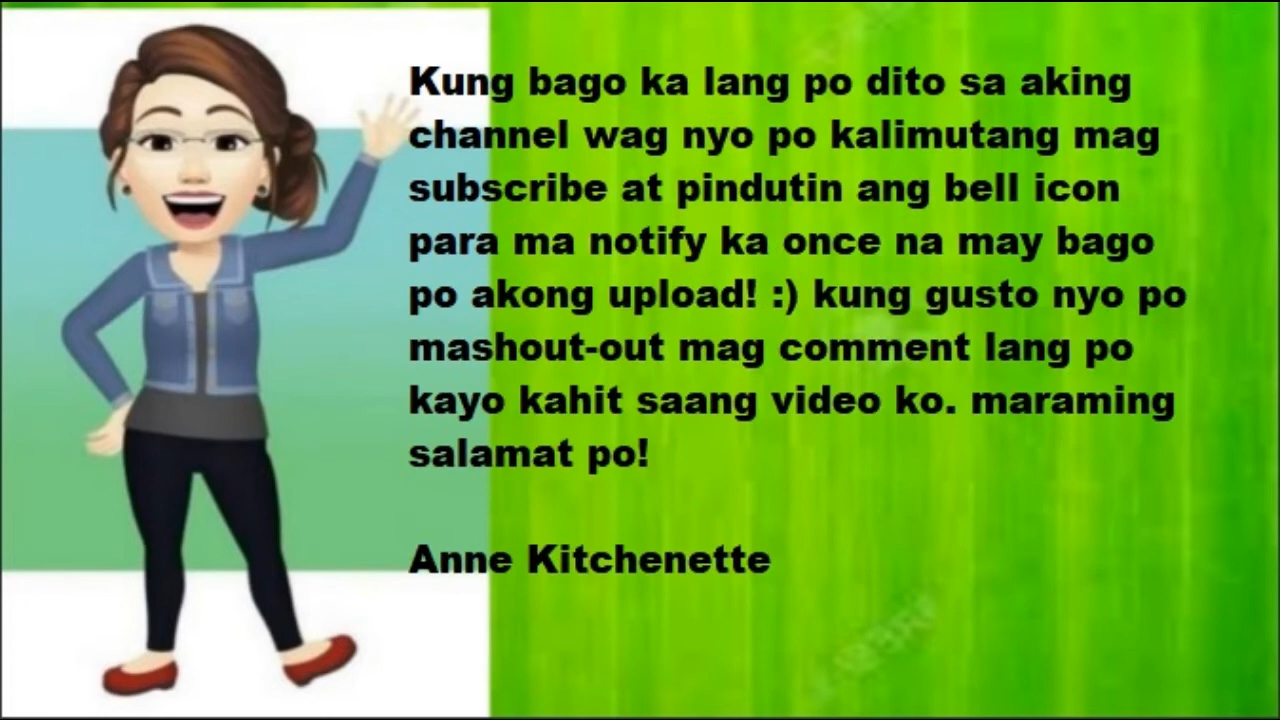 Kung bago ka lang po dito sa aking
channel wag nyo po kalimutang mag
subscribe at pindutin ang bell icon
para ma notify ka once na may bago
po akong upload! :) kung gusto nyo po
mashout-out mag comment lang po
kayo kahit saang video ko. maraming
salamat po!
Anne Kitchenette